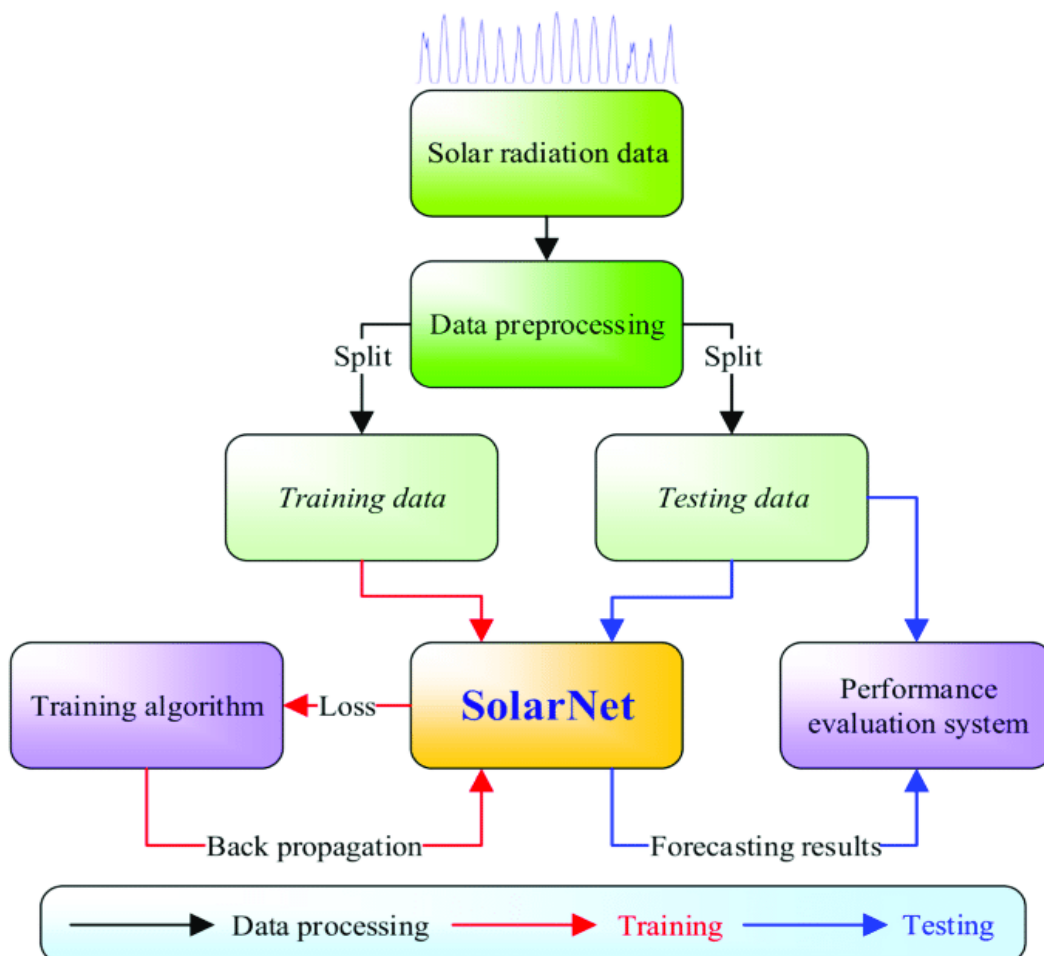 Solar radiation data
Data preprocessing
Split
Split
Training data
Testing data
Training algorithm
Loss
SolarNet
Performance
evaluation system
Back propagation
Forecasting results
Data processing
Training
Testing